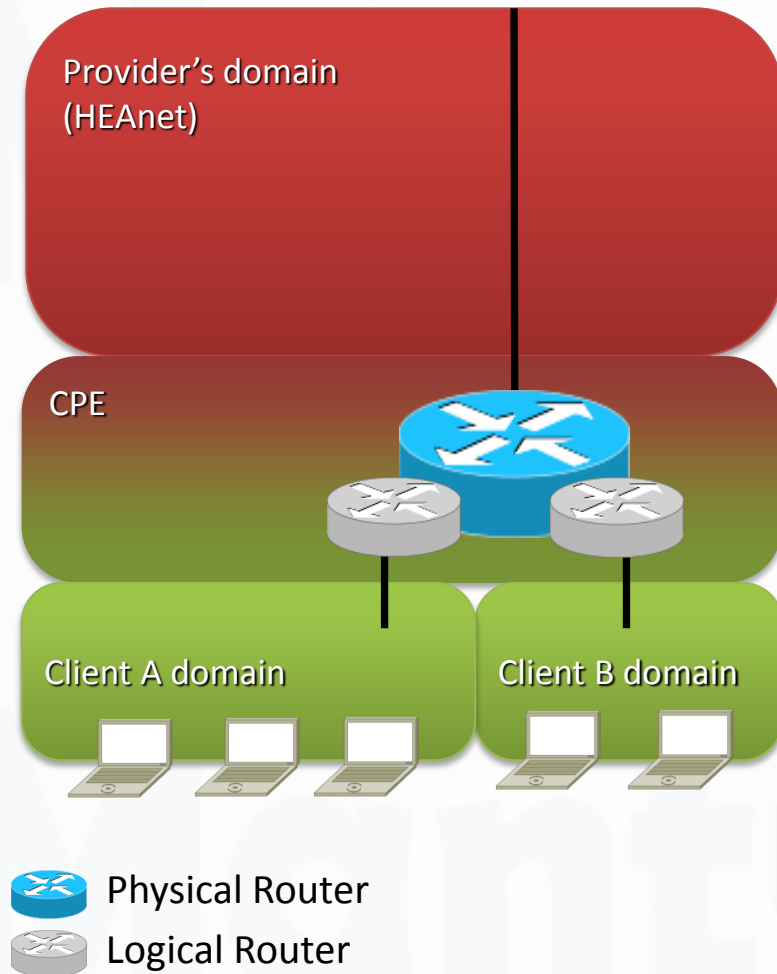 Provider’s domain
(HEAnet)
CPE
Client A domain
Client B domain
Physical Router
Logical Router